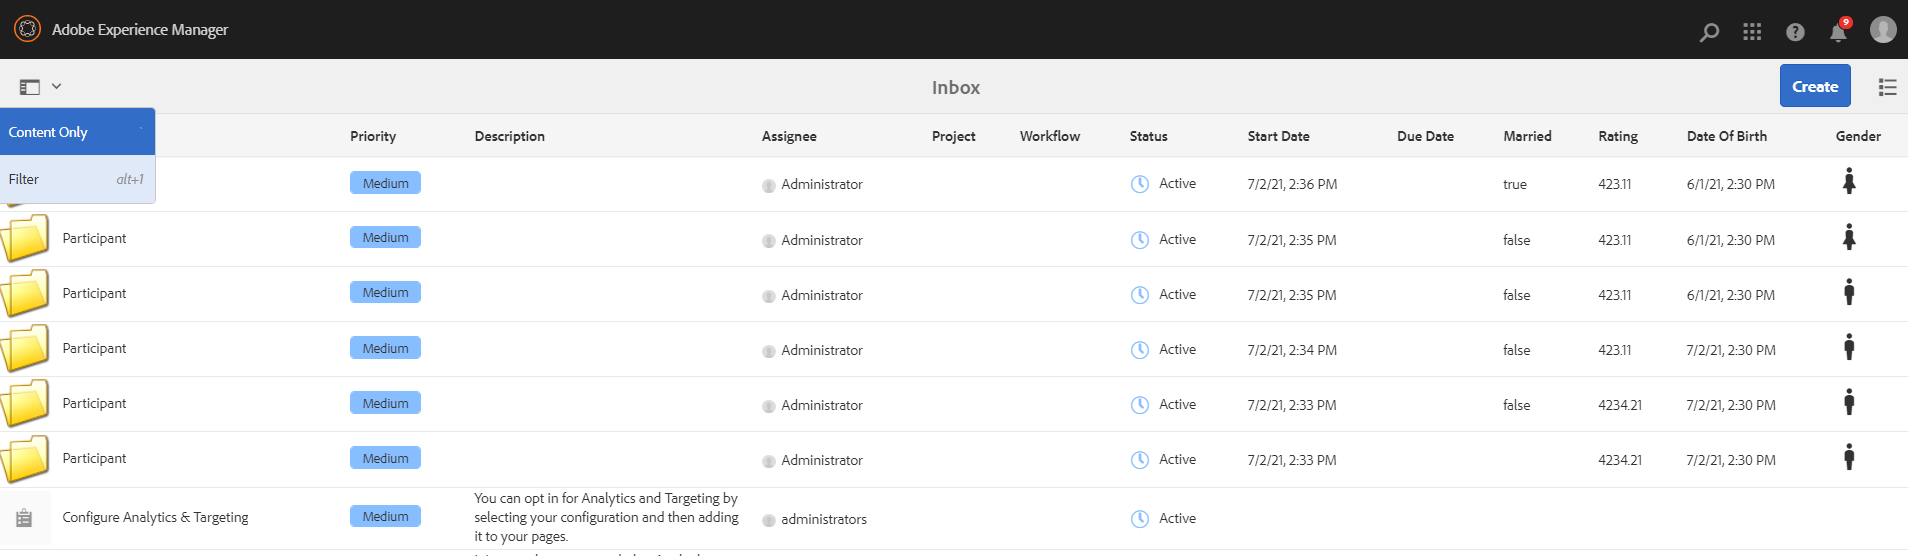 Adobe Experience Manager
9
Inbox
Create
Content Only
Filter alt+1
Priority Description Assignee Project Workflow Status Start Date Due Date Married Rating Date Of Birth Gender
Medium Administrator Active 7/2/21, 2:36 PM true 423.11 6/1/21, 2:30 PM
Participant Medium Administrator Active 7/2/21, 2:35 PM false 423.11 6/1/21, 2:30 PM
Participant Medium Administrator Active 7/2/21, 2:35 PM false 423.11 6/1/21, 2:30 PM
Participant Medium Administrator Active 7/2/21, 2:34 PM false 423.11 7/2/21, 2:30 PM
Participant Medium Administrator Active 7/2/21, 2:33 PM false 4234.21 7/2/21, 2:30 PM
Participant Medium Administrator Active 7/2/21, 2:33 PM 4234.21 7/2/21, 2:30 PM
Configure Analytics & Targeting Medium
You can opt in for Analytics and Targeting by
selecting your configuration and then adding
it to your pages.
administrators Active